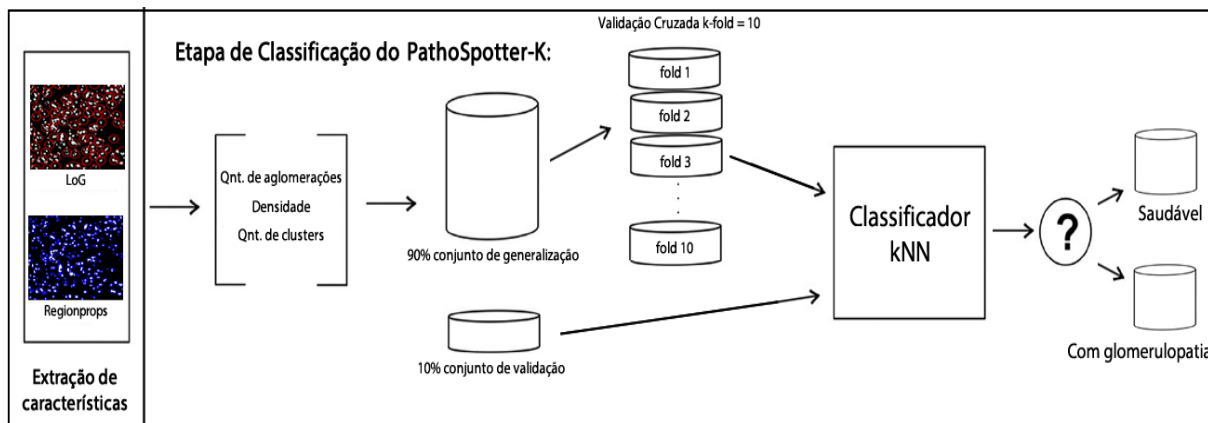 Validação Cruzada k-fold = 10
Etapa de Classificação do PathoSpotter-K:
LoG
Regionprops
Extração de
características
Qnt. de aglomerações
Densidade
Qnt. de clusters
90% conjunto de generalização
10% conjunto de validação
fold 1
fold 2
fold 3
fold 10
Classificador
kNN
?
Saudável
Com glomerulopatia